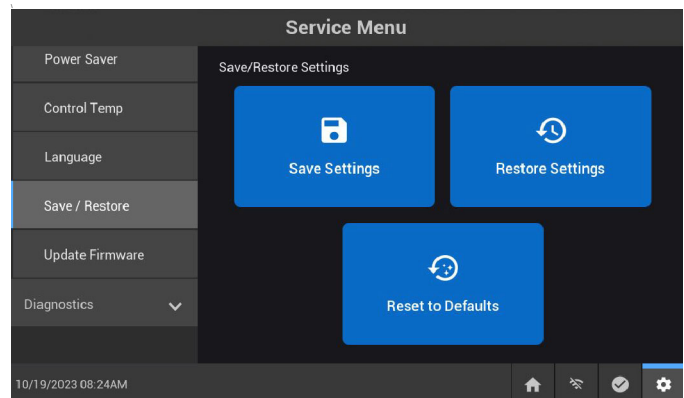 Service Menu
Power Saver
Save/Restore Settings
Control Temp
Language
Save Settings
Restore Settings
Save / Restore
Update Firmware
Diagnostics
Reset to Defaults
10/19/2023 08:24AM